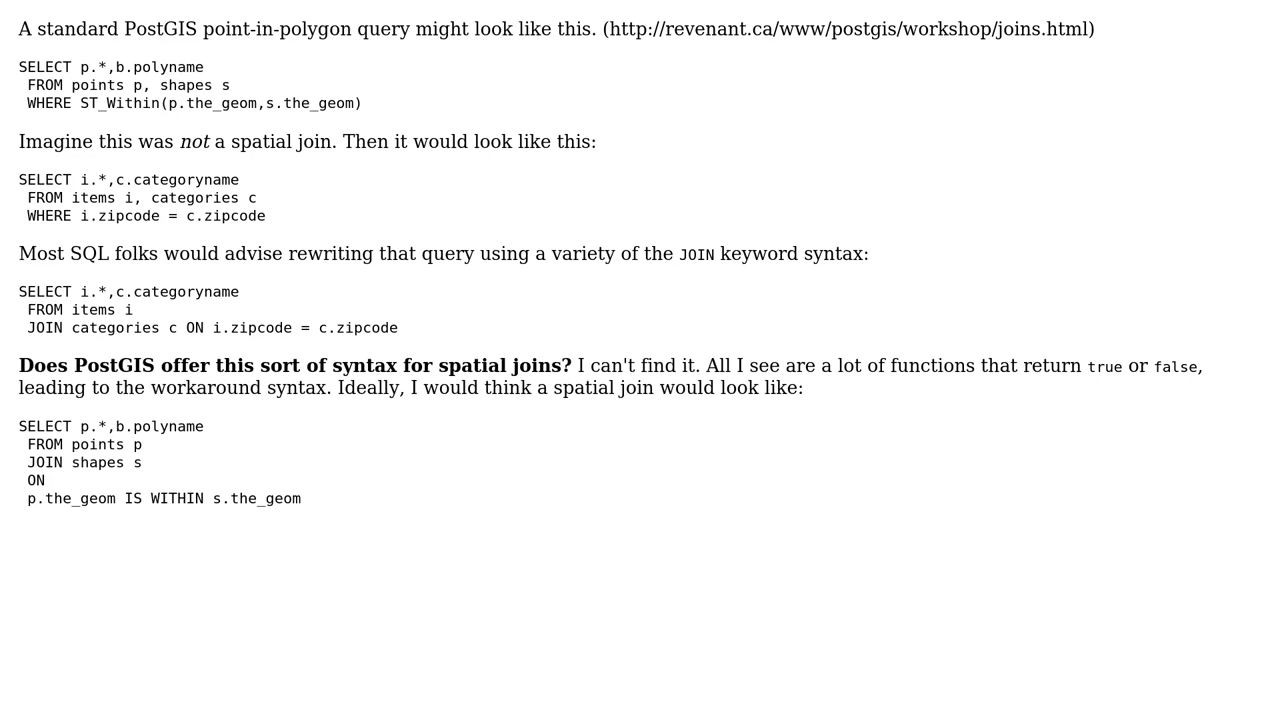 A standard PostGIS point-in-polygon query might look like this. (http://revenant.ca/www/postgis/workshop/joins.html)
SELECT p.*,b.polyname
 FROM points p, shapes s
 WHERE ST_Within(p.the_geom,s.the_geom)
Imagine this was not a spatial join. Then it would look like this:
SELECT i.*,c.categoryname
 FROM items i, categories c
 WHERE i.zipcode = c.zipcode
Most SQL folks would advise rewriting that query using a variety of the JOIN keyword syntax:
SELECT i.*,c.categoryname
 FROM items i
 JOIN categories c ON i.zipcode = c.zipcode
Does PostGIS offer this sort of syntax for spatial joins? I can't find it. All I see are a lot of functions that return true or false,
leading to the workaround syntax. Ideally, I would think a spatial join would look like:
SELECT p.*,b.polyname
 FROM points p
 JOIN shapes s
 ON
 p.the_geom IS WITHIN s.the_geom